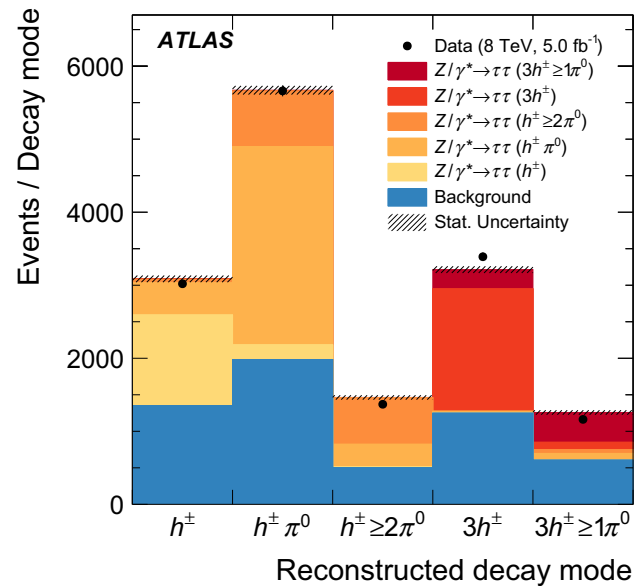 Events / Decay mode
6000
4000
2000
0
ATLAS
Data (8 TeV, 5.0 fb⁻¹)
Z/γ*→ττ (3h±≥1π⁰)
Z/γ*→ττ (3h±)
Z/γ*→ττ (h±≥2π⁰)
Z/γ*→ττ (h± π⁰)
Z/γ*→ττ (h±)
Background
Stat. Uncertainty
h± h± π⁰ h± ≥2π⁰ 3h± 3h± ≥1π⁰
Reconstructed decay mode